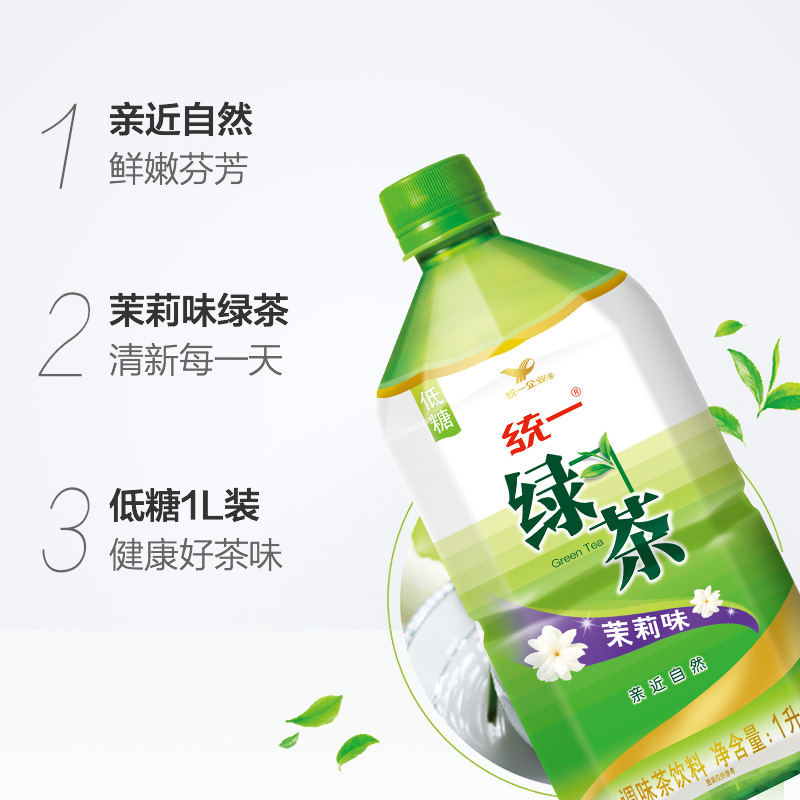 1
亲近自然
鲜嫩芬芳
2
茉莉味绿茶
清新每一天
3
低糖1L装
健康好茶味
低糖
统一企业®
统一®
绿茶
Green Tea
茉莉味
亲近自然
调味茶饮料 净含量：1升